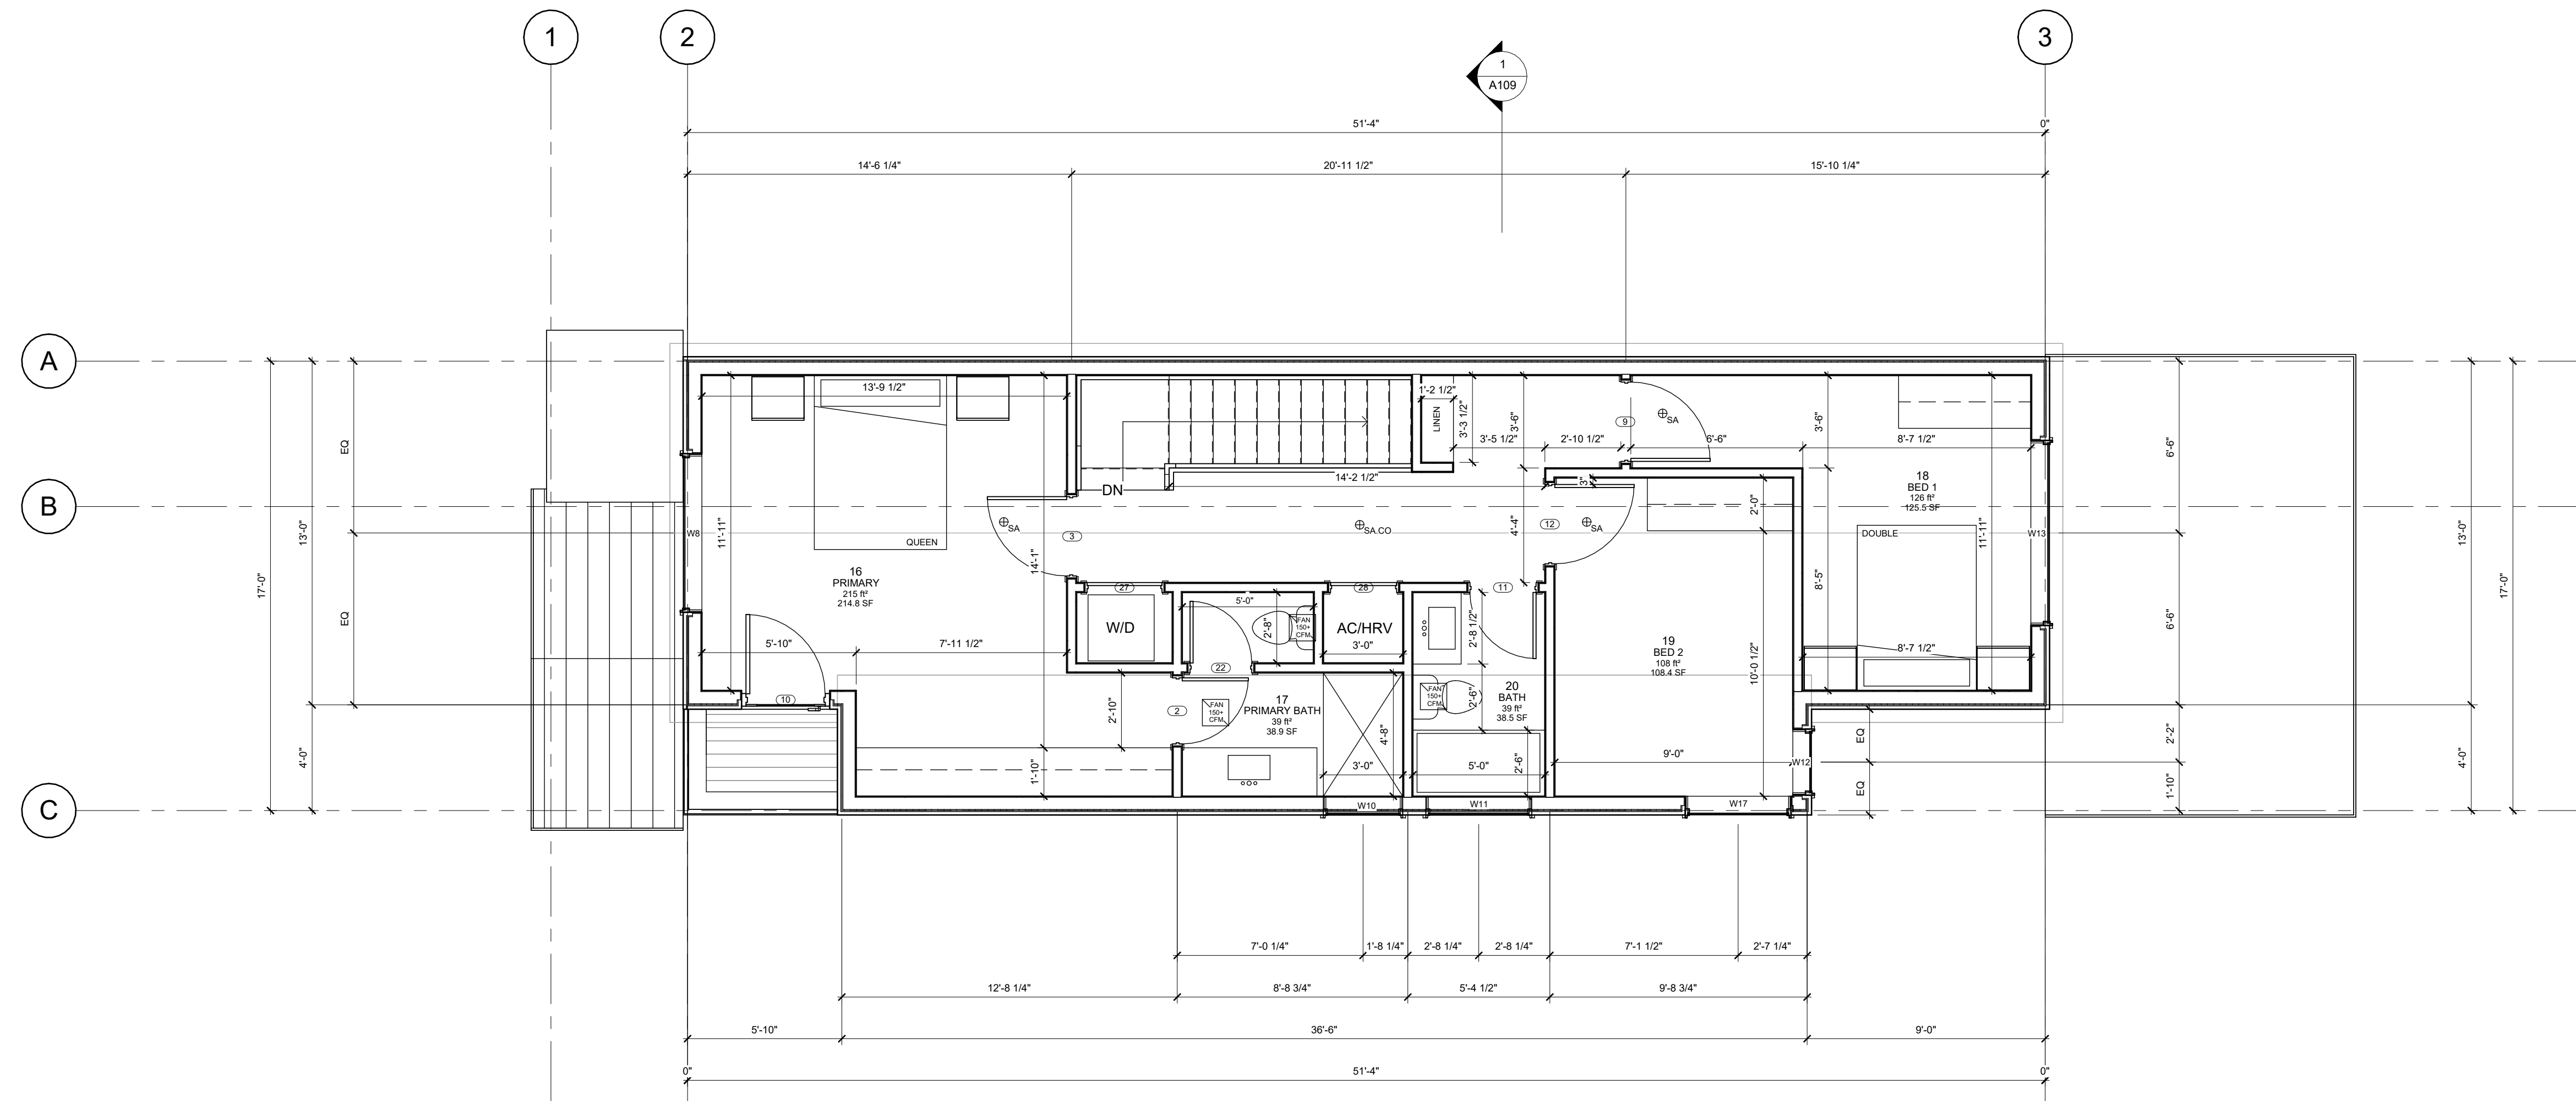 1
2
3
1
A109
51'-4"
0"
14'-6 1/4"
20'-11 1/2"
15'-10 1/4"
A
B
C
17'-0"
13'-0"
4'-0"
EQ
EQ
13'-9 1/2"
QUEEN
11'-11"
14'-1"
W8
16
PRIMARY
215 ft²
214.8 SF
SA
3
5'-10"
7'-11 1/2"
10
1'-10"
2'-10"
DN
14'-2 1/2"
LINEN
1'-2 1/2"
3'-3 1/2"
3'-6"
3'-5 1/2"
2'-10 1/2"
9
SA
6'-6"
3'-6"
8'-7 1/2"
SA.CO
4'-4"
12
SA
3"
2'-0"
18
BED 1
126 ft²
125.5 SF
DOUBLE
11'-11"
8'-5"
8'-7 1/2"
W13
27
28
11
W/D
5'-0"
2'-8"
FAN
150+
CFM
AC/HRV
3'-0"
22
2
FAN
150+
CFM
17
PRIMARY BATH
39 ft²
38.9 SF
4'-8"
3'-0"
2'-8 1/2"
FAN
150+
CFM
2'-6"
20
BATH
39 ft²
38.5 SF
5'-0"
2'-6"
19
BED 2
108 ft²
108.4 SF
10'-0 1/2"
9'-0"
W10
W11
W17
W12
EQ
EQ
6'-6"
6'-6"
2'-2"
1'-10"
13'-0"
4'-0"
17'-0"
7'-0 1/4"
1'-8 1/4"
2'-8 1/4"
2'-8 1/4"
7'-1 1/2"
2'-7 1/4"
12'-8 1/4"
8'-8 3/4"
5'-4 1/2"
9'-8 3/4"
5'-10"
36'-6"
9'-0"
0"
51'-4"
0"